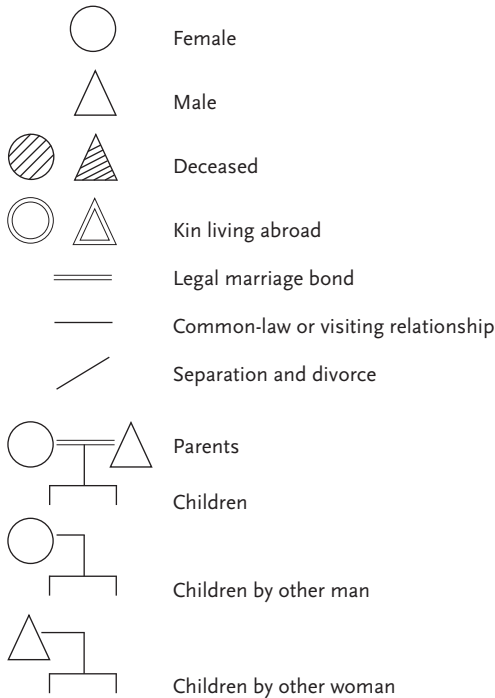 Female
Male
Deceased
Kin living abroad
Legal marriage bond
Common-law or visiting relationship
Separation and divorce
Parents
Children
Children by other man
Children by other woman